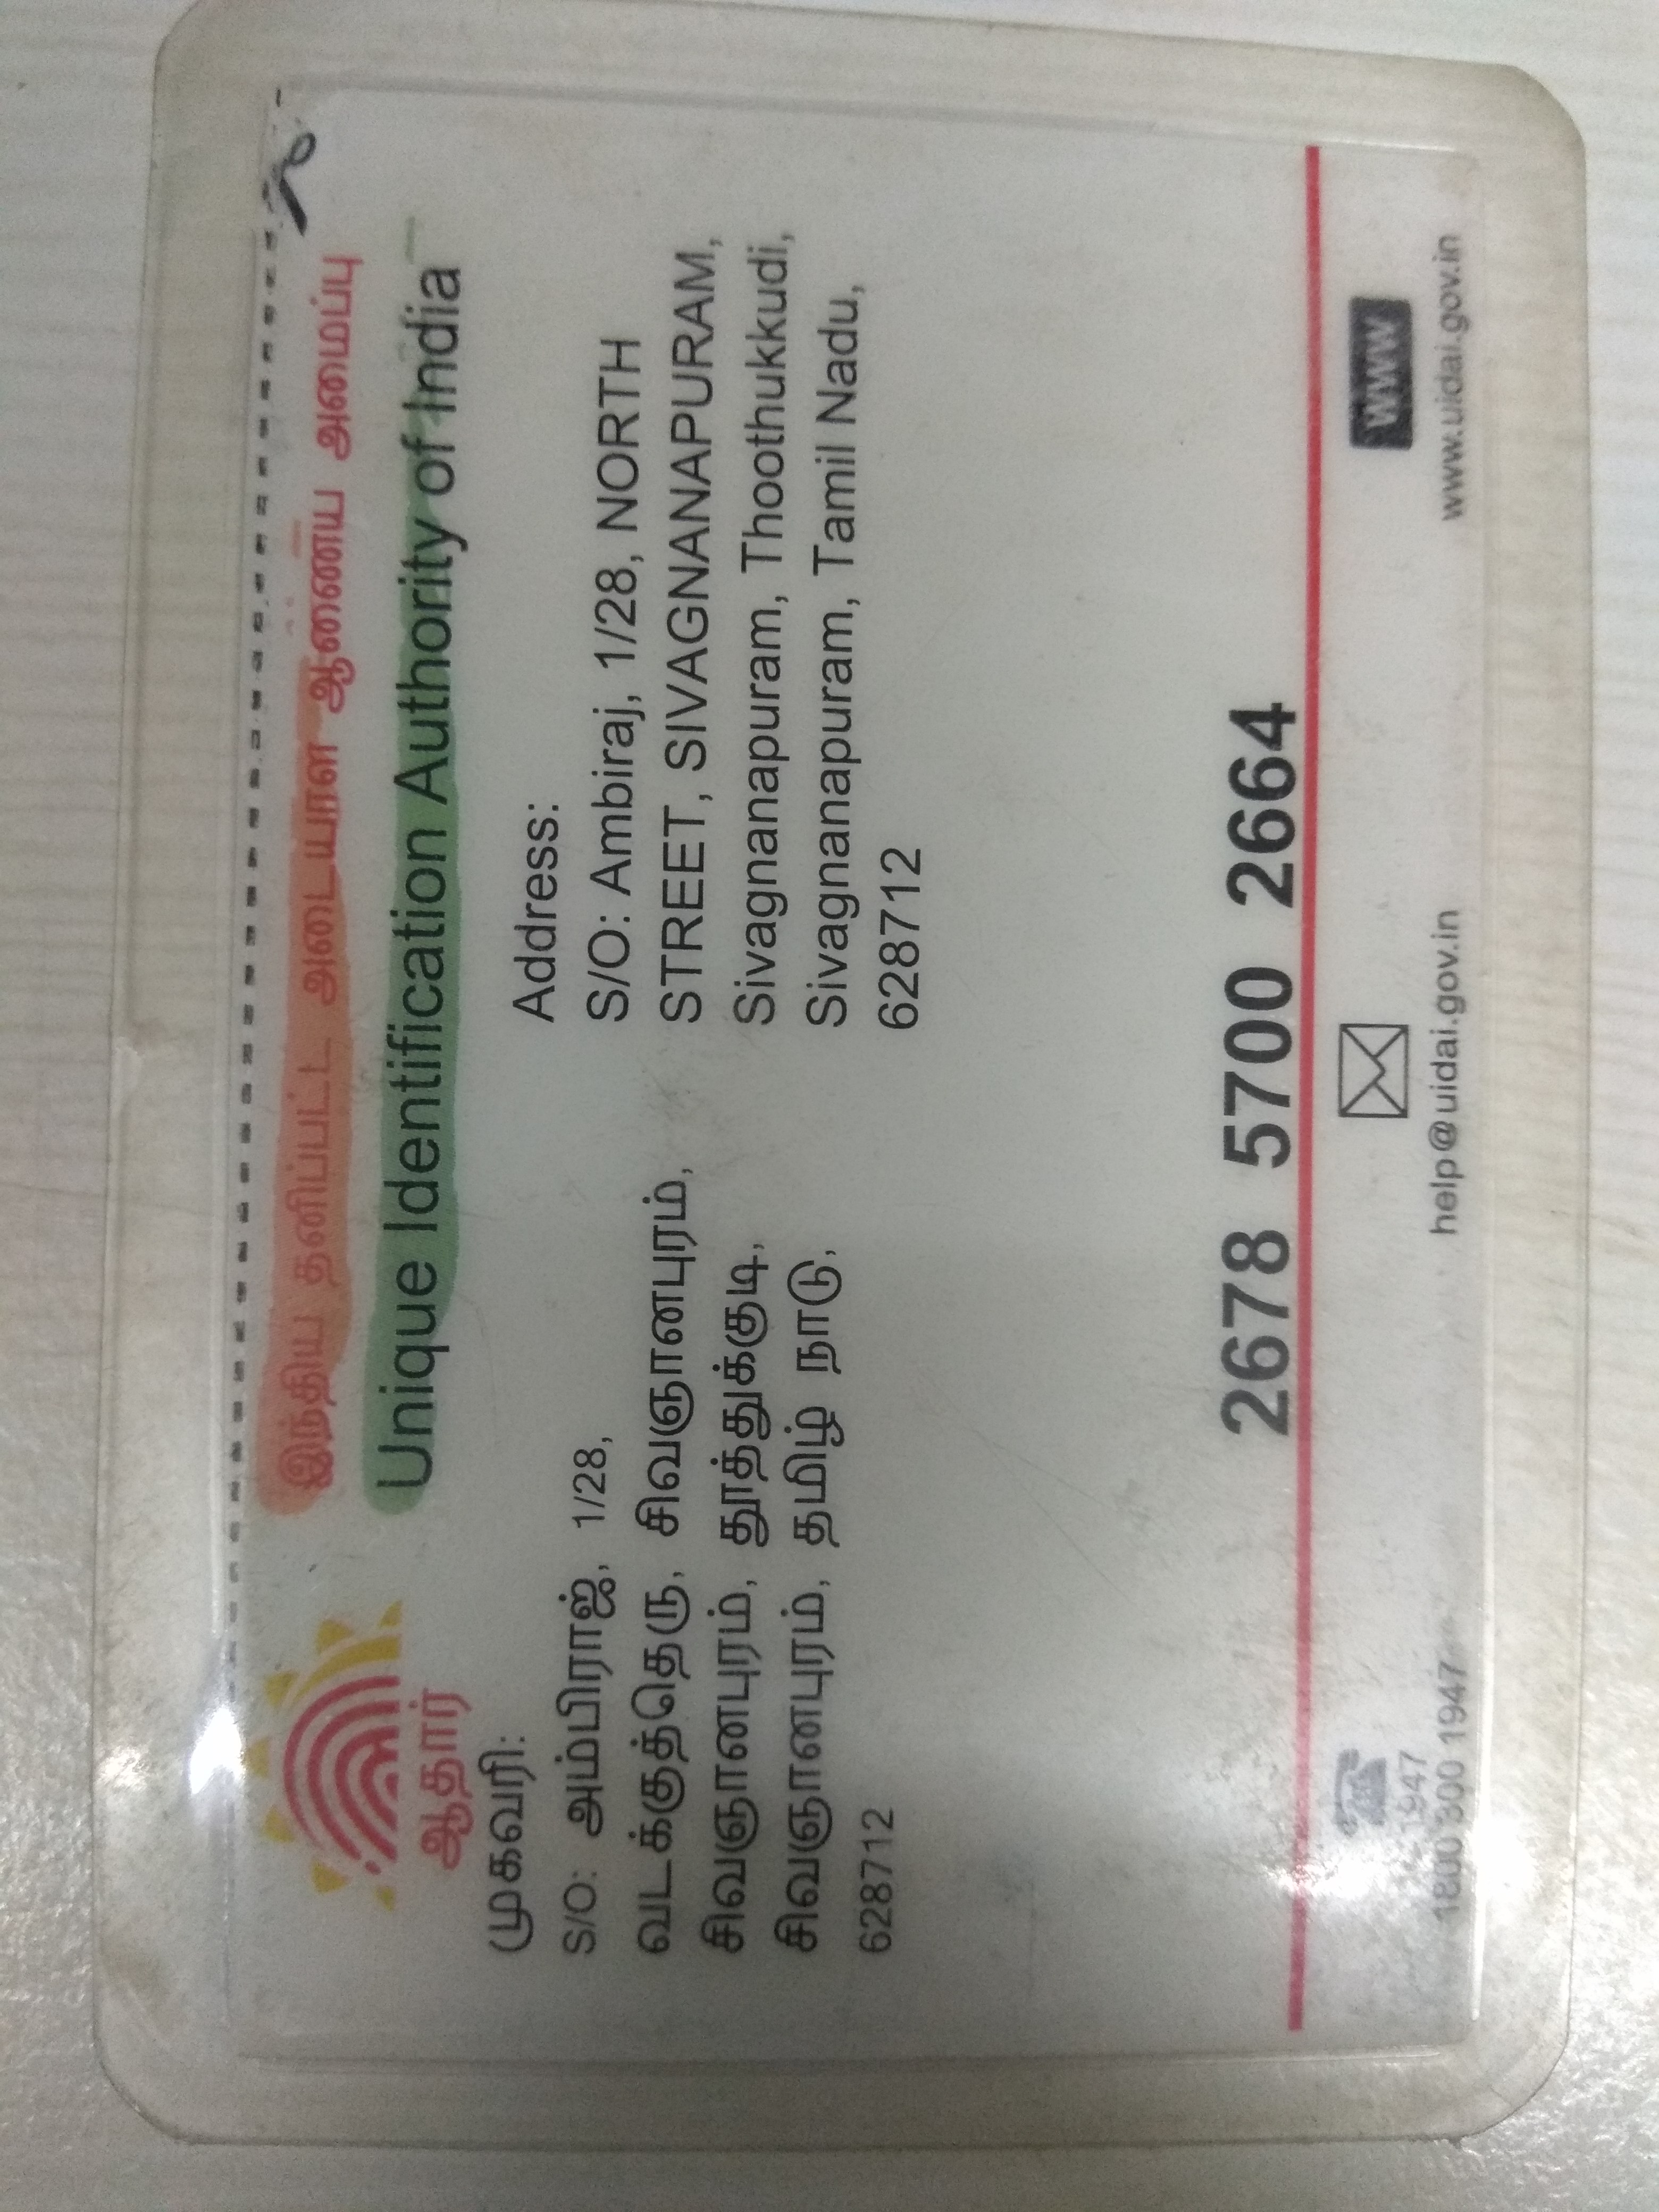 இந்திய தனிப்பட்ட அடையாள ஆணைய அமைப்பு
Unique Identification Authority of India
ஆதார்
முகவரி:
S/O: அம்பிராஜ், 1/28,
வடக்குத்தெரு, சிவஞானபுரம்,
சிவஞானபுரம், தூத்துக்குடி,
சிவஞானபுரம், தமிழ் நாடு,
628712
Address:
S/O: Ambiraj, 1/28, NORTH
STREET, SIVAGNANAPURAM,
Sivagnanapuram, Thoothukkudi,
Sivagnanapuram, Tamil Nadu,
628712
2678 5700 2664
1947
1800 300 1947
help@uidai.gov.in
www
www.uidai.gov.in